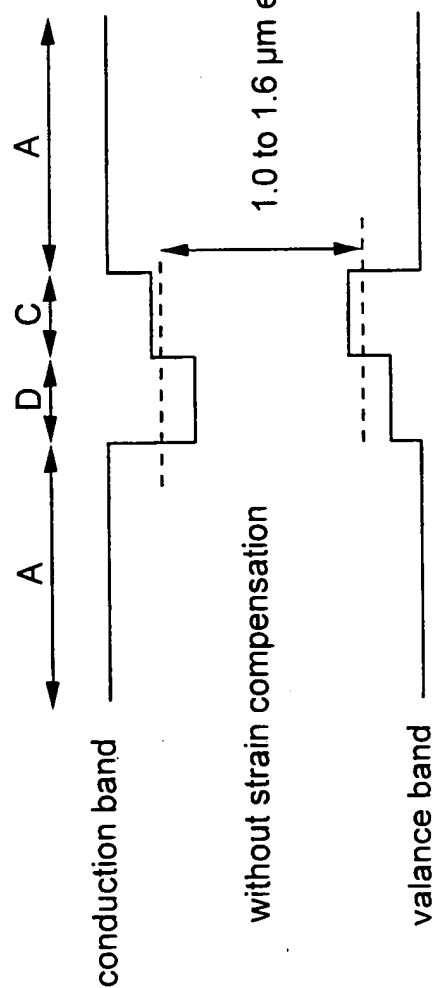 A
D
C
A
conduction band
without strain compensation
1.0 to 1.6 µm e
valance band